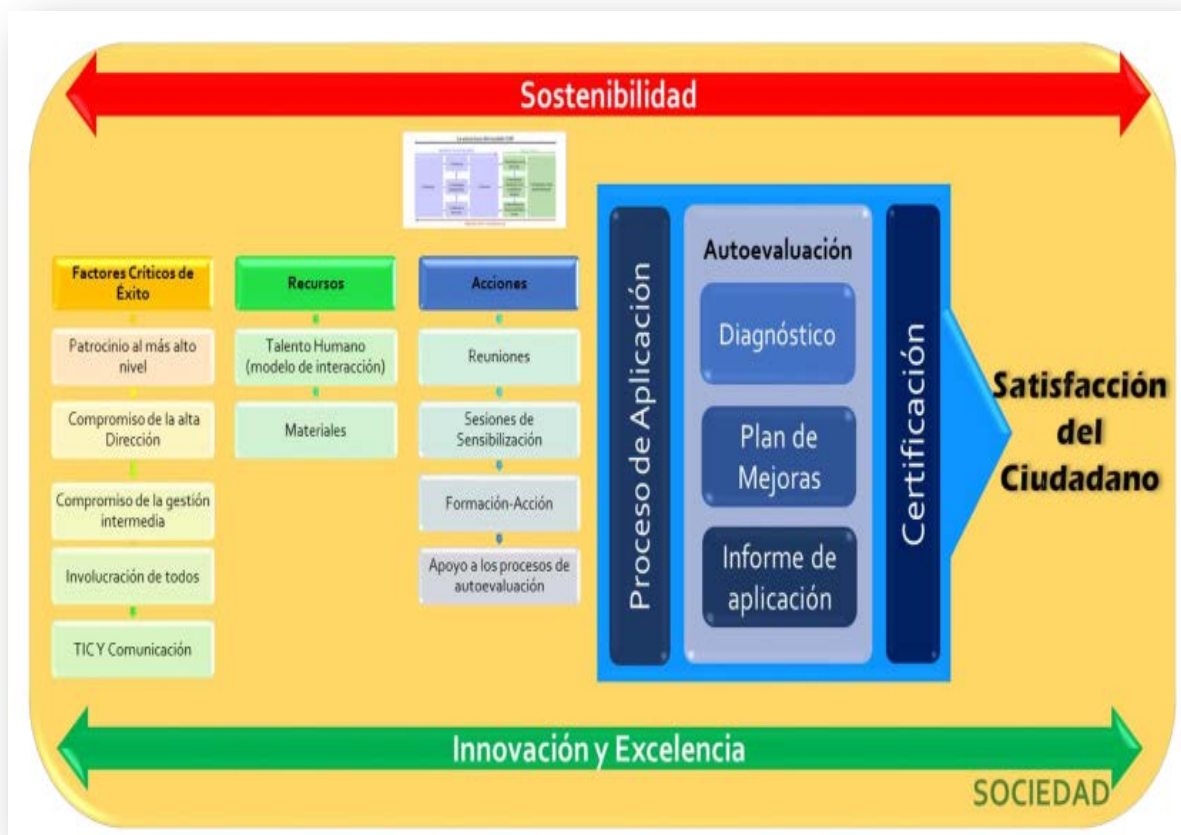 Sostenibilidad
Factores Críticos de
Éxito
Patrocinio al más alto
nivel
Compromiso de la alta
Dirección
Compromiso de la gestión
intermedia
Involucración de todos
TIC Y Comunicación
Recursos
Talento Humano
(modelo de interacción)
Materiales
Acciones
Reuniones
Sesiones de
Sensibilización
Formación-Acción
Apoyo a los procesos de
autoevaluación
Proceso de Aplicación
Autoevaluación
Diagnóstico
Plan de
Mejoras
Informe de
aplicación
Certificación
Satisfacción
del
Ciudadano
Innovación y Excelencia
SOCIEDAD